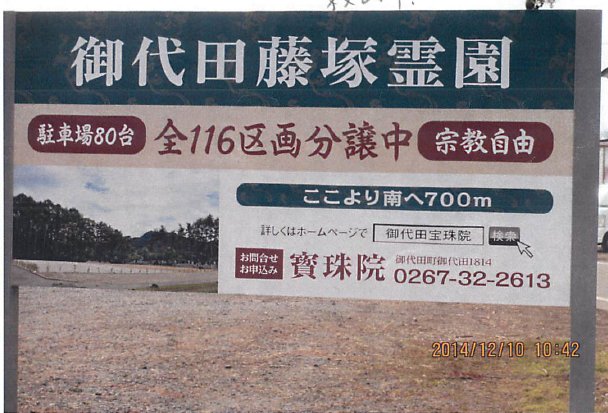 御代田藤塚霊園
駐車場80台 全116区画分譲中 宗教自由
ここより南へ700m
詳しくはホームページで 御代田宝珠院 検索
お問合せ
お申込み
寳珠院
御代田町御代田1814
0267-32-2613
2014/12/10 10:42